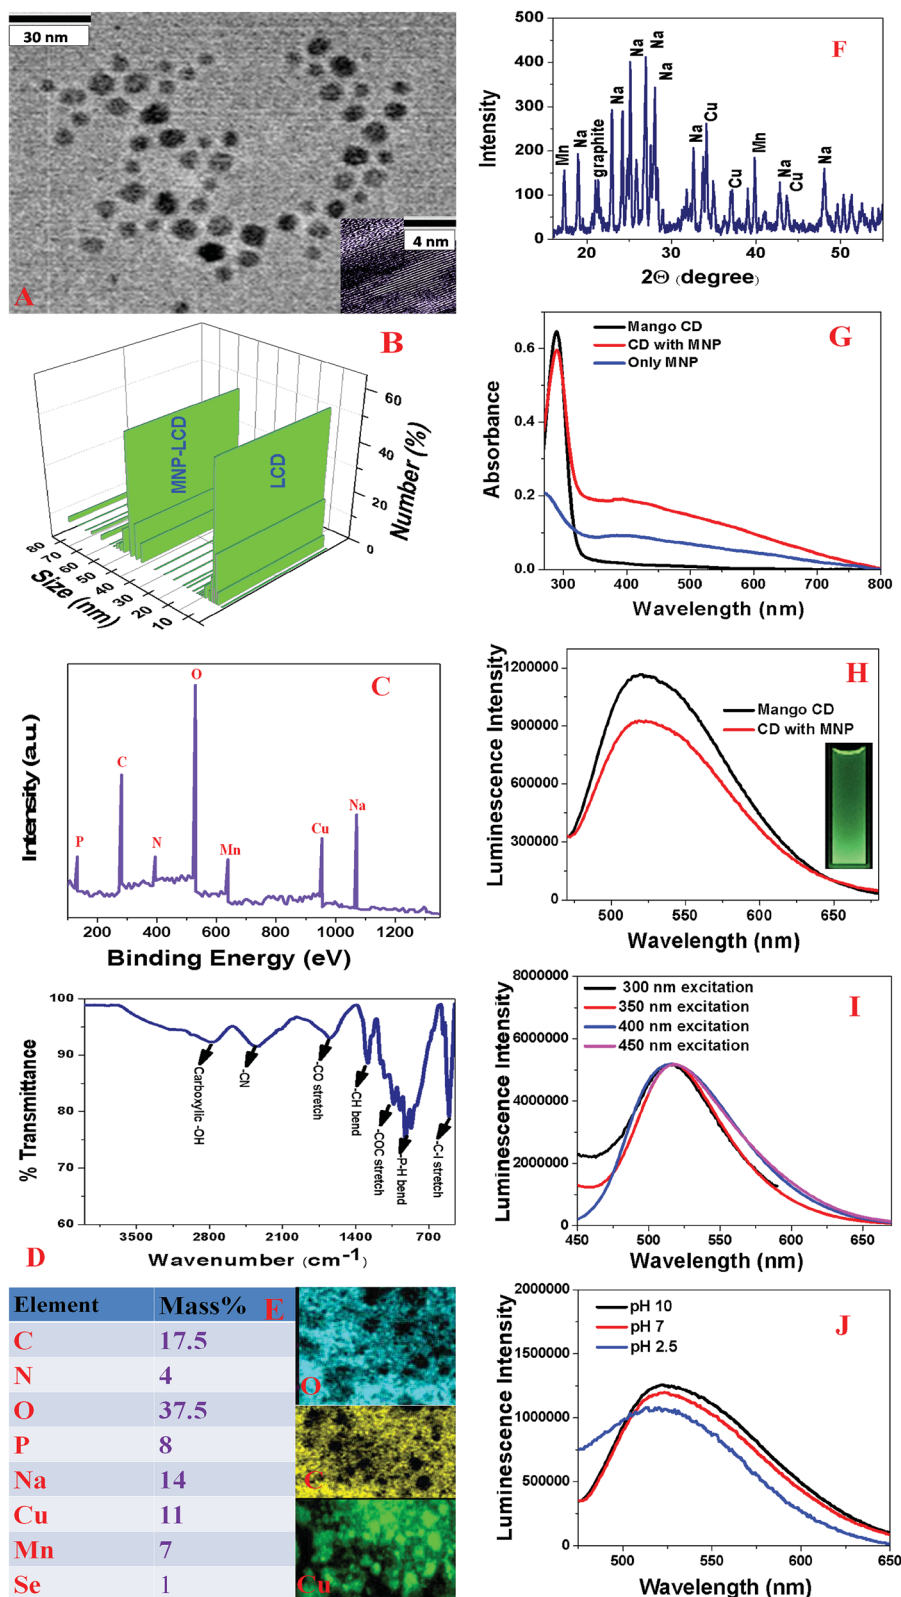 30 nm
4 nm
A
B
MNP-LCD
LCD
60
40
20
0
Number (%)
80
70
60
50
40
30
20
10
Size (nm)
C
P
C
N
O
Mn
Cu
Na
Intensity (a.u.)
200 400 600 800 1000 1200
Binding Energy (eV)
100
90
80
70
60
% Transmittance
Carboxylic -OH
-CN
-CO stretch
-CH bend
-COC stretch
-P-H bend
-C-I stretch
3500 2800 2100 1400 700
Wavenumber (cm-1)
D
Element Mass% E
C 17.5
N 4
O 37.5
P 8
Na 14
Cu 11
Mn 7
Se 1
O
C
Cu
F
500
400
300
200
100
0
Intensity
Mn
Na
graphite
Na
Na
Na
Na
Na
Cu
Cu
Mn
Na
Cu
Na
20 30 40 50
2Θ (degree)
G
Mango CD
CD with MNP
Only MNP
0.6
0.4
0.2
0.0
Absorbance
300 400 500 600 700 800
Wavelength (nm)
H
Mango CD
CD with MNP
1200000
900000
600000
300000
0
Luminescence Intensity
500 550 600 650
Wavelength (nm)
I
300 nm excitation
350 nm excitation
400 nm excitation
450 nm excitation
8000000
6000000
4000000
2000000
0
Luminescence Intensity
450 500 550 600 650
Wavelength (nm)
J
pH 10
pH 7
pH 2.5
2000000
1500000
1000000
500000
0
Luminescence Intensity
500 550 600 650
Wavelength (nm)